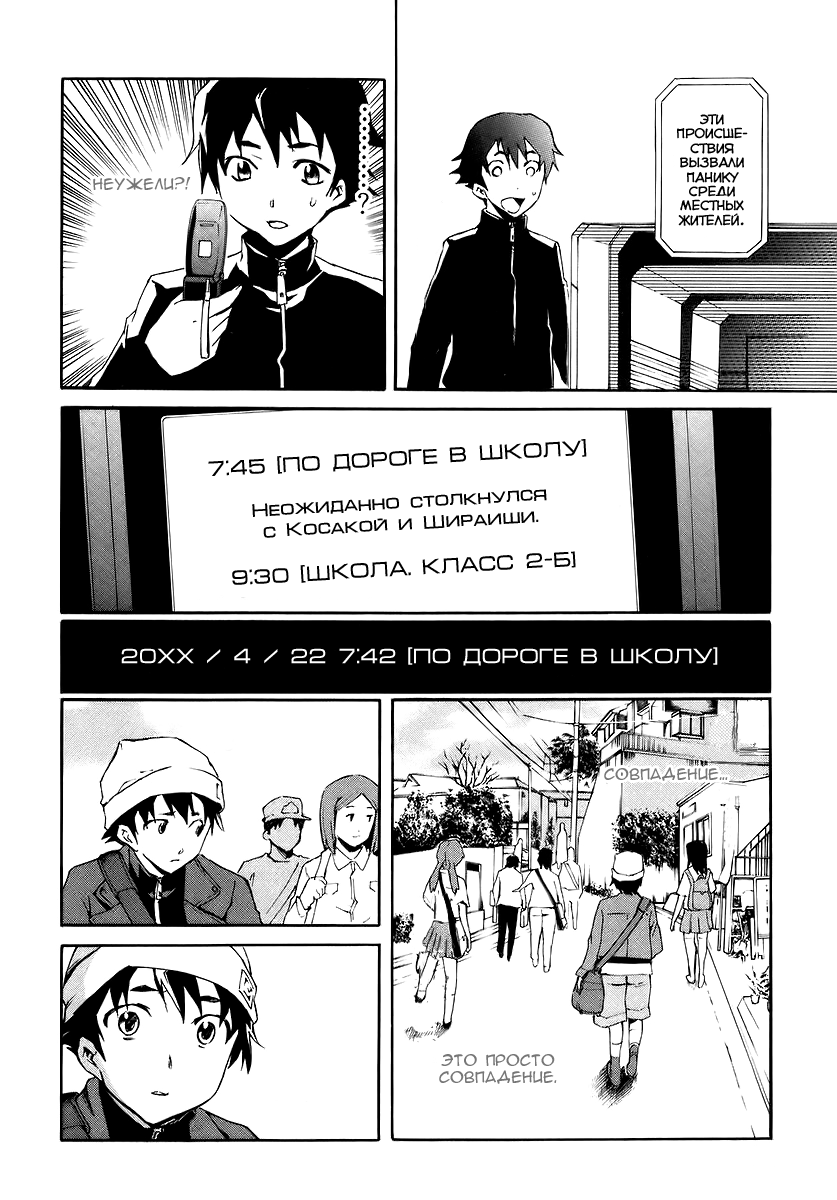 ЭТИ
ПРОИСШЕ-
СТВИЯ
ВЫЗВАЛИ
ПАНИКУ
СРЕДИ
МЕСТНЫХ
ЖИТЕЛЕЙ.
?
НЕУЖЕЛИ?!
7:45 [ПО ДОРОГЕ В ШКОЛУ]
Неожиданно столкнулся
с Косакой и Шираиши.
9:30 [ШКОЛА. КЛАСС 2-Б]
20XX / 4 / 22 7:42 [ПО ДОРОГЕ В ШКОЛУ]
СОВПАДЕНИЕ...
ЭТО ПРОСТО
СОВПАДЕНИЕ.